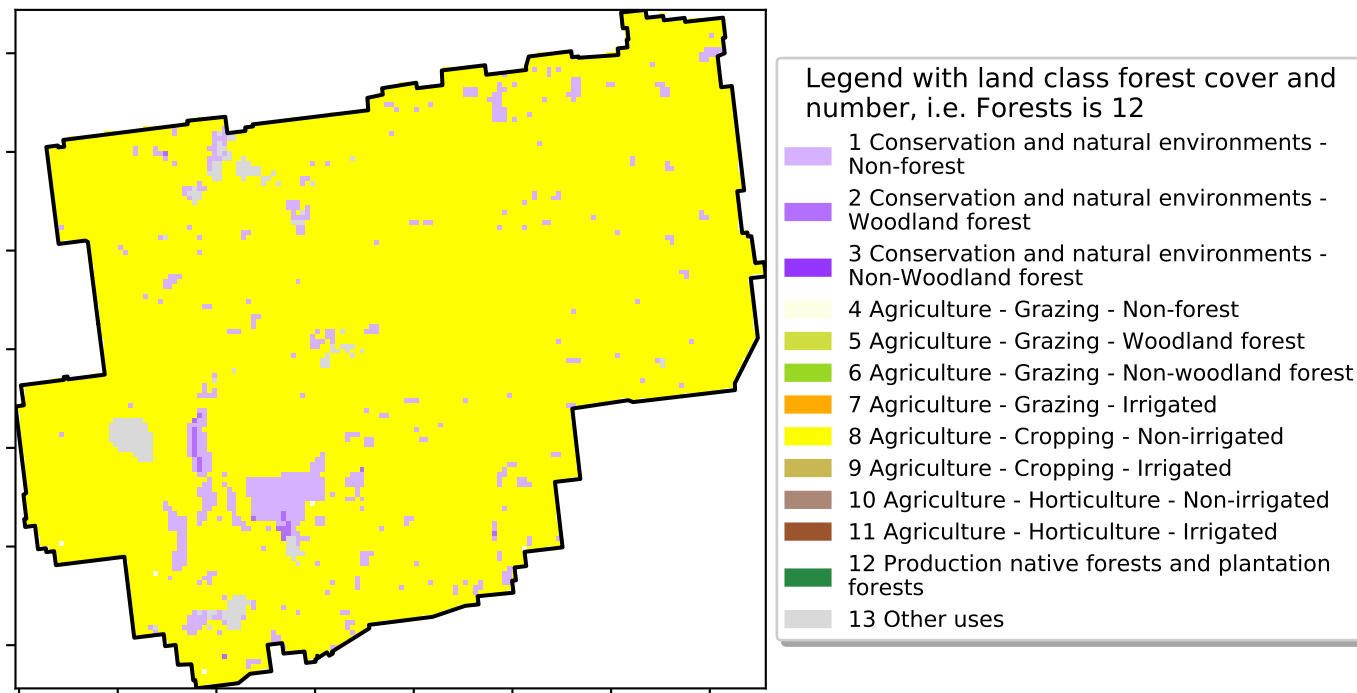 Legend with land class forest cover and
number, i.e. Forests is 12
1 Conservation and natural environments -
Non-forest
2 Conservation and natural environments -
Woodland forest
3 Conservation and natural environments -
Non-Woodland forest
4 Agriculture - Grazing - Non-forest
5 Agriculture - Grazing - Woodland forest
6 Agriculture - Grazing - Non-woodland forest
7 Agriculture - Grazing - Irrigated
8 Agriculture - Cropping - Non-irrigated
9 Agriculture - Cropping - Irrigated
10 Agriculture - Horticulture - Non-irrigated
11 Agriculture - Horticulture - Irrigated
12 Production native forests and plantation
forests
13 Other uses